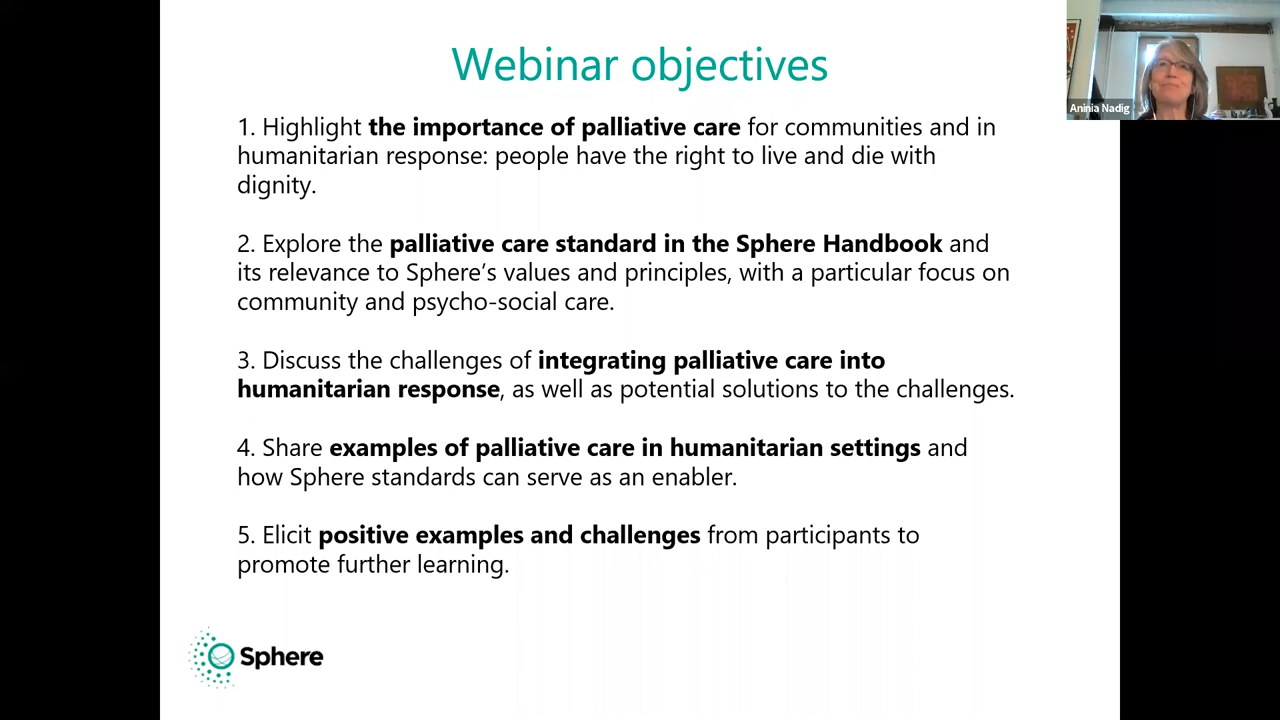 Webinar objectives
Aninia Nadig
1. Highlight the importance of palliative care for communities and in
humanitarian response: people have the right to live and die with
dignity.
2. Explore the palliative care standard in the Sphere Handbook and
its relevance to Sphere’s values and principles, with a particular focus on
community and psycho-social care.
3. Discuss the challenges of integrating palliative care into
humanitarian response, as well as potential solutions to the challenges.
4. Share examples of palliative care in humanitarian settings and
how Sphere standards can serve as an enabler.
5. Elicit positive examples and challenges from participants to
promote further learning.
Sphere